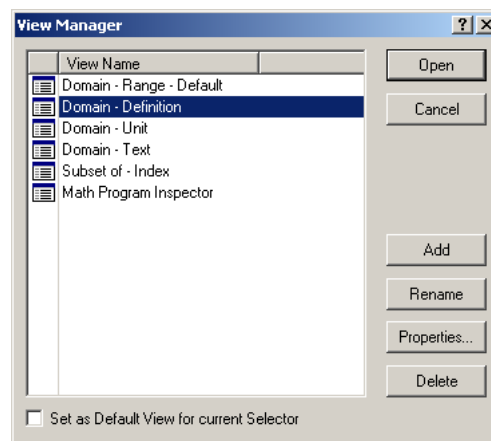 View Manager
View Name
Domain - Range - Default
Domain - Definition
Domain - Unit
Domain - Text
Subset of - Index
Math Program Inspector
Open
Cancel
Add
Rename
Properties...
Delete
Set as Default View for current Selector